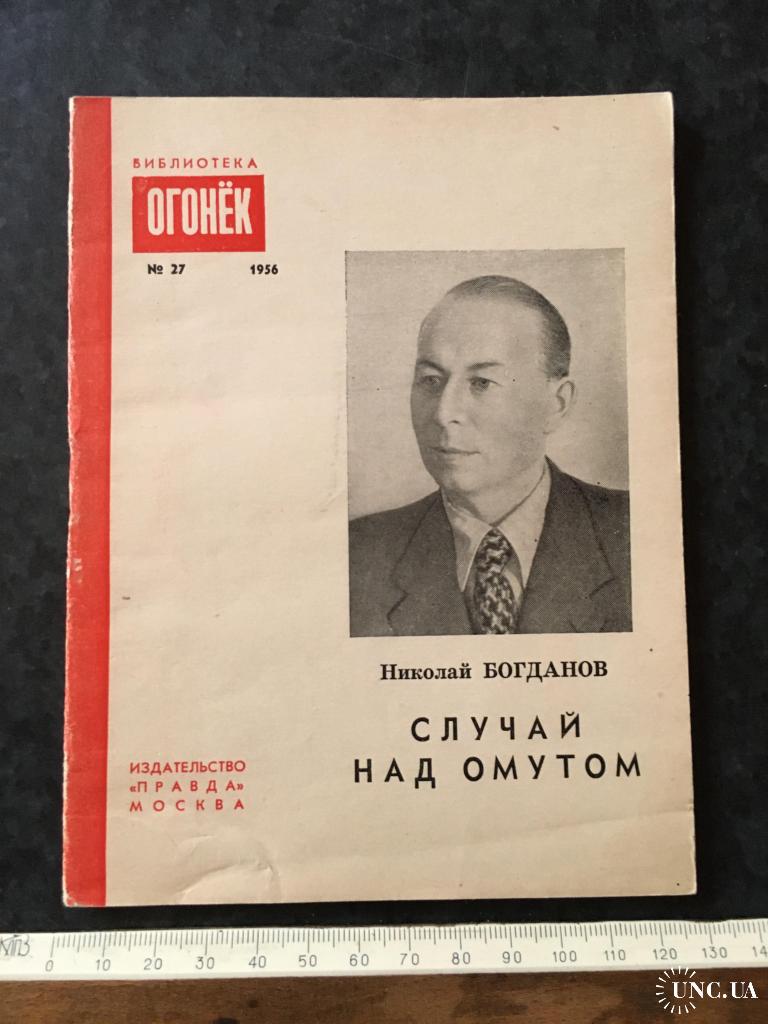 БИБЛИОТЕКА
ОГОНЁК
№ 27 1956
Николай БОГДАНОВ
СЛУЧАЙ
НАД ОМУТОМ
ИЗДАТЕЛЬСТВО
«ПРАВДА»
МОСКВА
0 10 20 30 40 50 60 70 80 90 100 110 120 130
UNC.UA